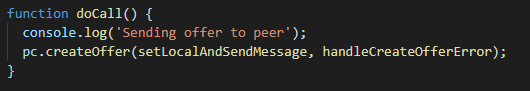 function doCall() {
  console.log('Sending offer to peer');
  pc.createOffer(setLocalAndSendMessage, handleCreateOfferError);
}